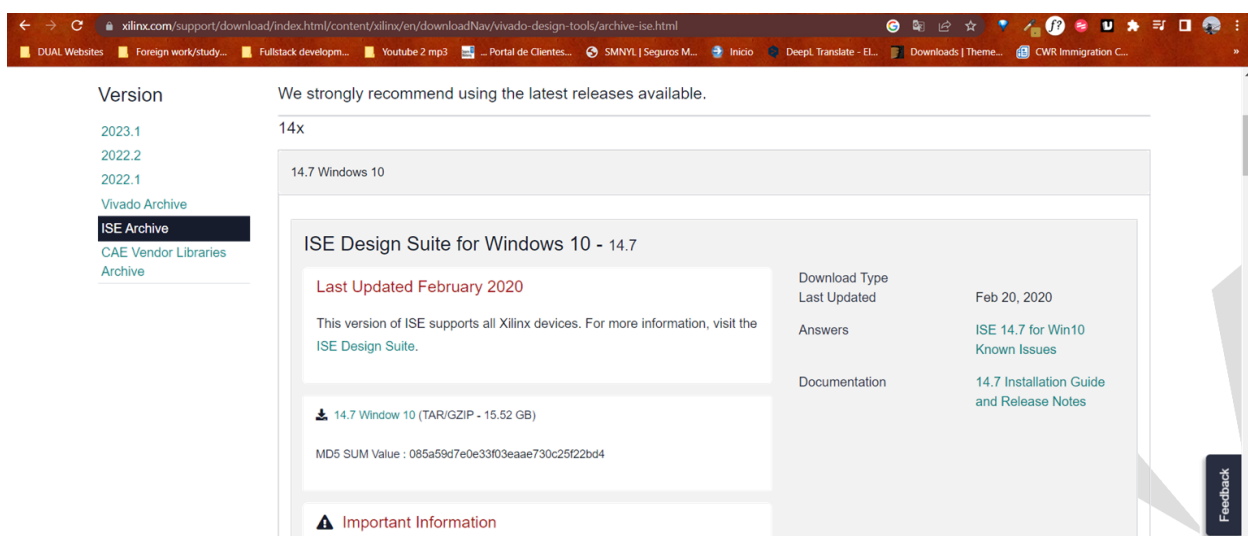 xilinx.com/support/download/index.html/content/xilinx/en/downloadNav/vivado-design-tools/archive-ise.html
DUAL Websites Foreign work/study... Fullstack developm... Youtube 2 mp3 ... Portal de Clientes... SMNYL | Seguros M... Inicio DeepL Translate - El... Downloads | Theme... CWR Immigration C... »
Version
2023.1
2022.2
2022.1
Vivado Archive
ISE Archive
CAE Vendor Libraries
Archive
We strongly recommend using the latest releases available.
14x
14.7 Windows 10
ISE Design Suite for Windows 10 - 14.7
Last Updated February 2020
This version of ISE supports all Xilinx devices. For more information, visit the
ISE Design Suite.
14.7 Window 10 (TAR/GZIP - 15.52 GB)
MD5 SUM Value : 085a59d7e0e33f03eaae730c25f22bd4
Important Information
Download Type
Last Updated Feb 20, 2020
Answers ISE 14.7 for Win10
Known Issues
Documentation 14.7 Installation Guide
and Release Notes
Feedback